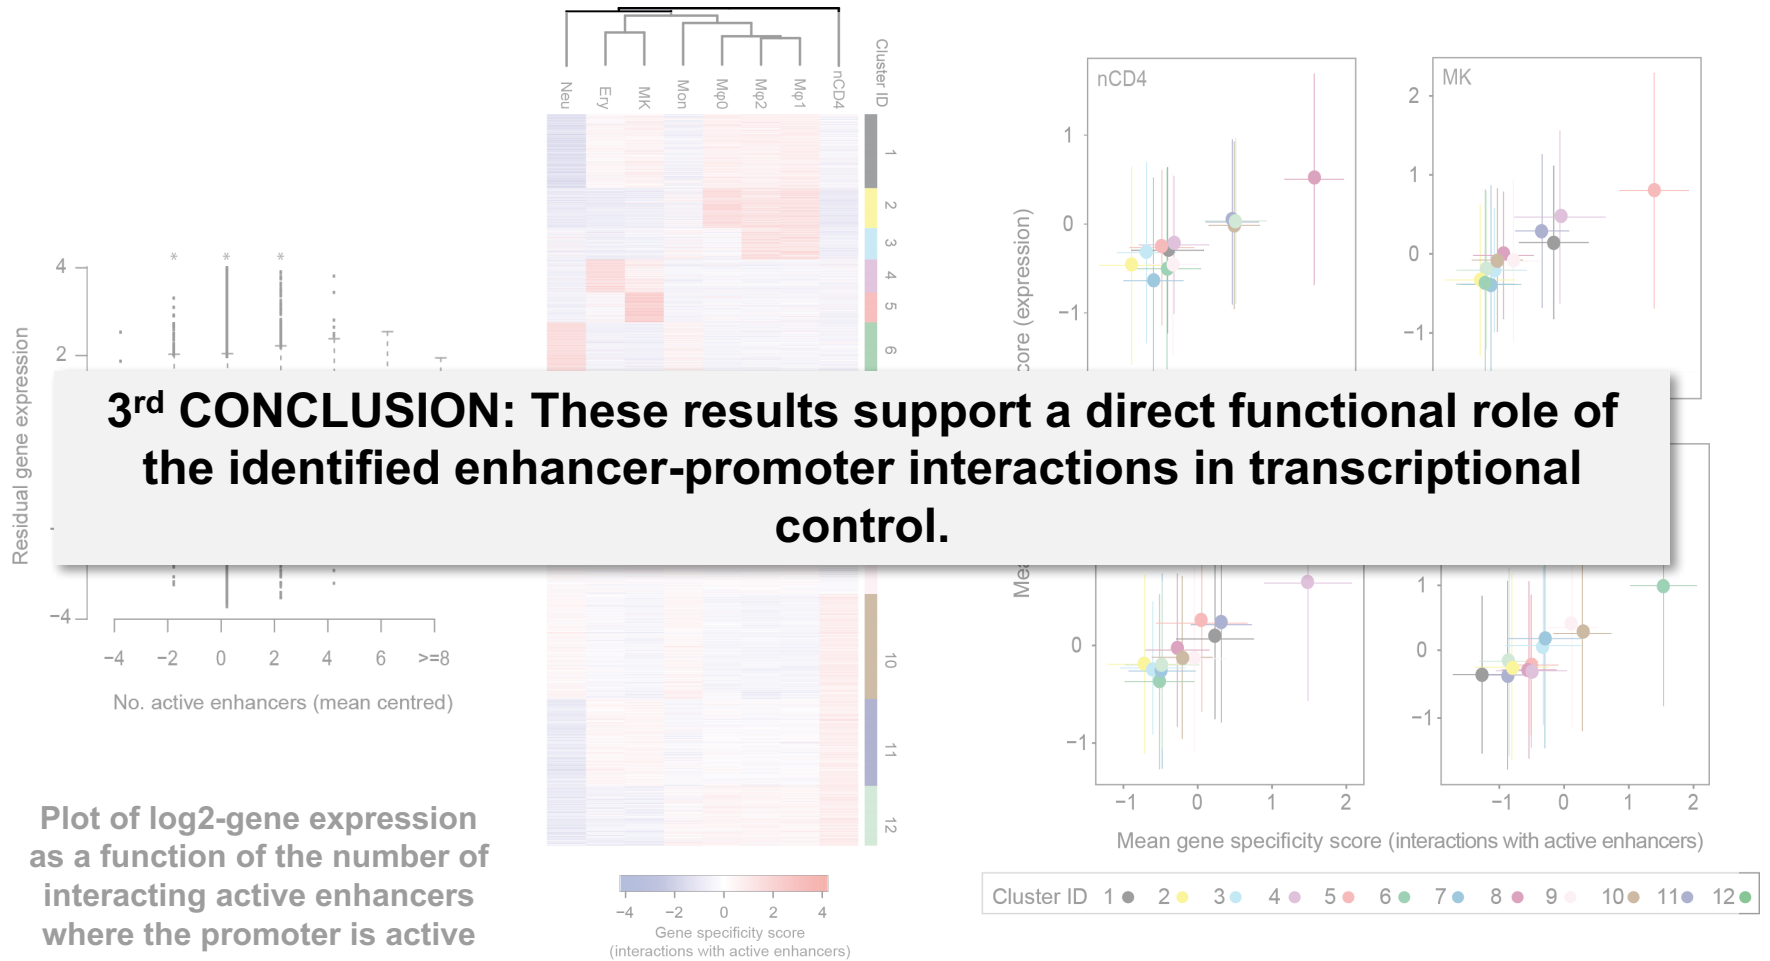 Residual gene expression
4
2
−4
* * *
−4 −2 0 2 4 6 >=8
No. active enhancers (mean centred)
Plot of log2-gene expression
as a function of the number of
interacting active enhancers
where the promoter is active
Neu Ery MK Mon Mφ0 Mφ2 Mφ1 nCD4 Cluster ID
1
2
3
4
5
6
10
11
12
−4 −2 0 2 4
Gene specificity score
(interactions with active enhancers)
3rd CONCLUSION: These results support a direct functional role of
the identified enhancer-promoter interactions in transcriptional
control.
nCD4
1
0
−1
MK
2
1
0
−1
core (expression)
Mea
0
−1
−1 0 1 2
1
0
−1
−1 0 1 2
Mean gene specificity score (interactions with active enhancers)
Cluster ID 1 2 3 4 5 6 7 8 9 10 11 12